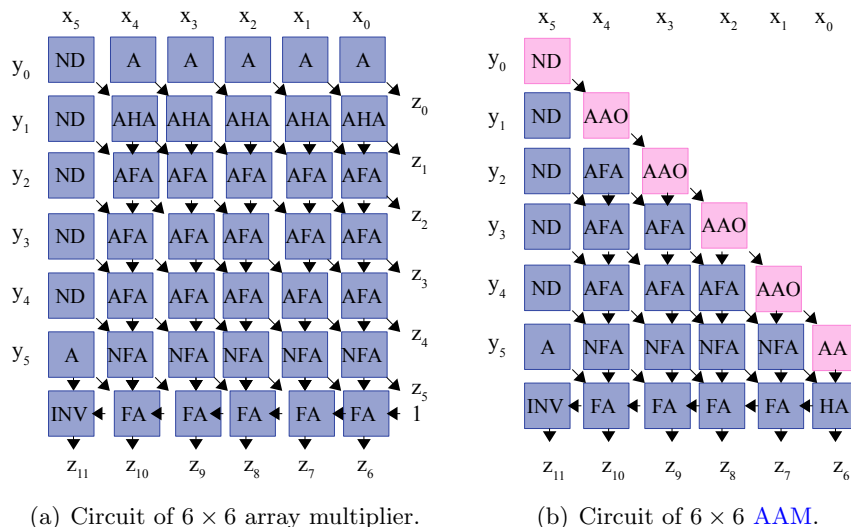 x5 x4 x3 x2 x1 x0
y0 ND A A A A A
z0
y1 ND AHA AHA AHA AHA AHA
z1
y2 ND AFA AFA AFA AFA AFA
z2
y3 ND AFA AFA AFA AFA AFA
z3
y4 ND AFA AFA AFA AFA AFA
z4
y5 A NFA NFA NFA NFA NFA
z5
INV FA FA FA FA FA 1
z11 z10 z9 z8 z7 z6
(a) Circuit of 6 × 6 array multiplier.
x5 x4 x3 x2 x1 x0
y0 ND
y1 ND AAO
y2 ND AFA AAO
y3 ND AFA AFA AAO
y4 ND AFA AFA AFA AAO
y5 A NFA NFA NFA NFA AA
INV FA FA FA FA HA
z11 z10 z9 z8 z7 z6
(b) Circuit of 6 × 6 AAM.